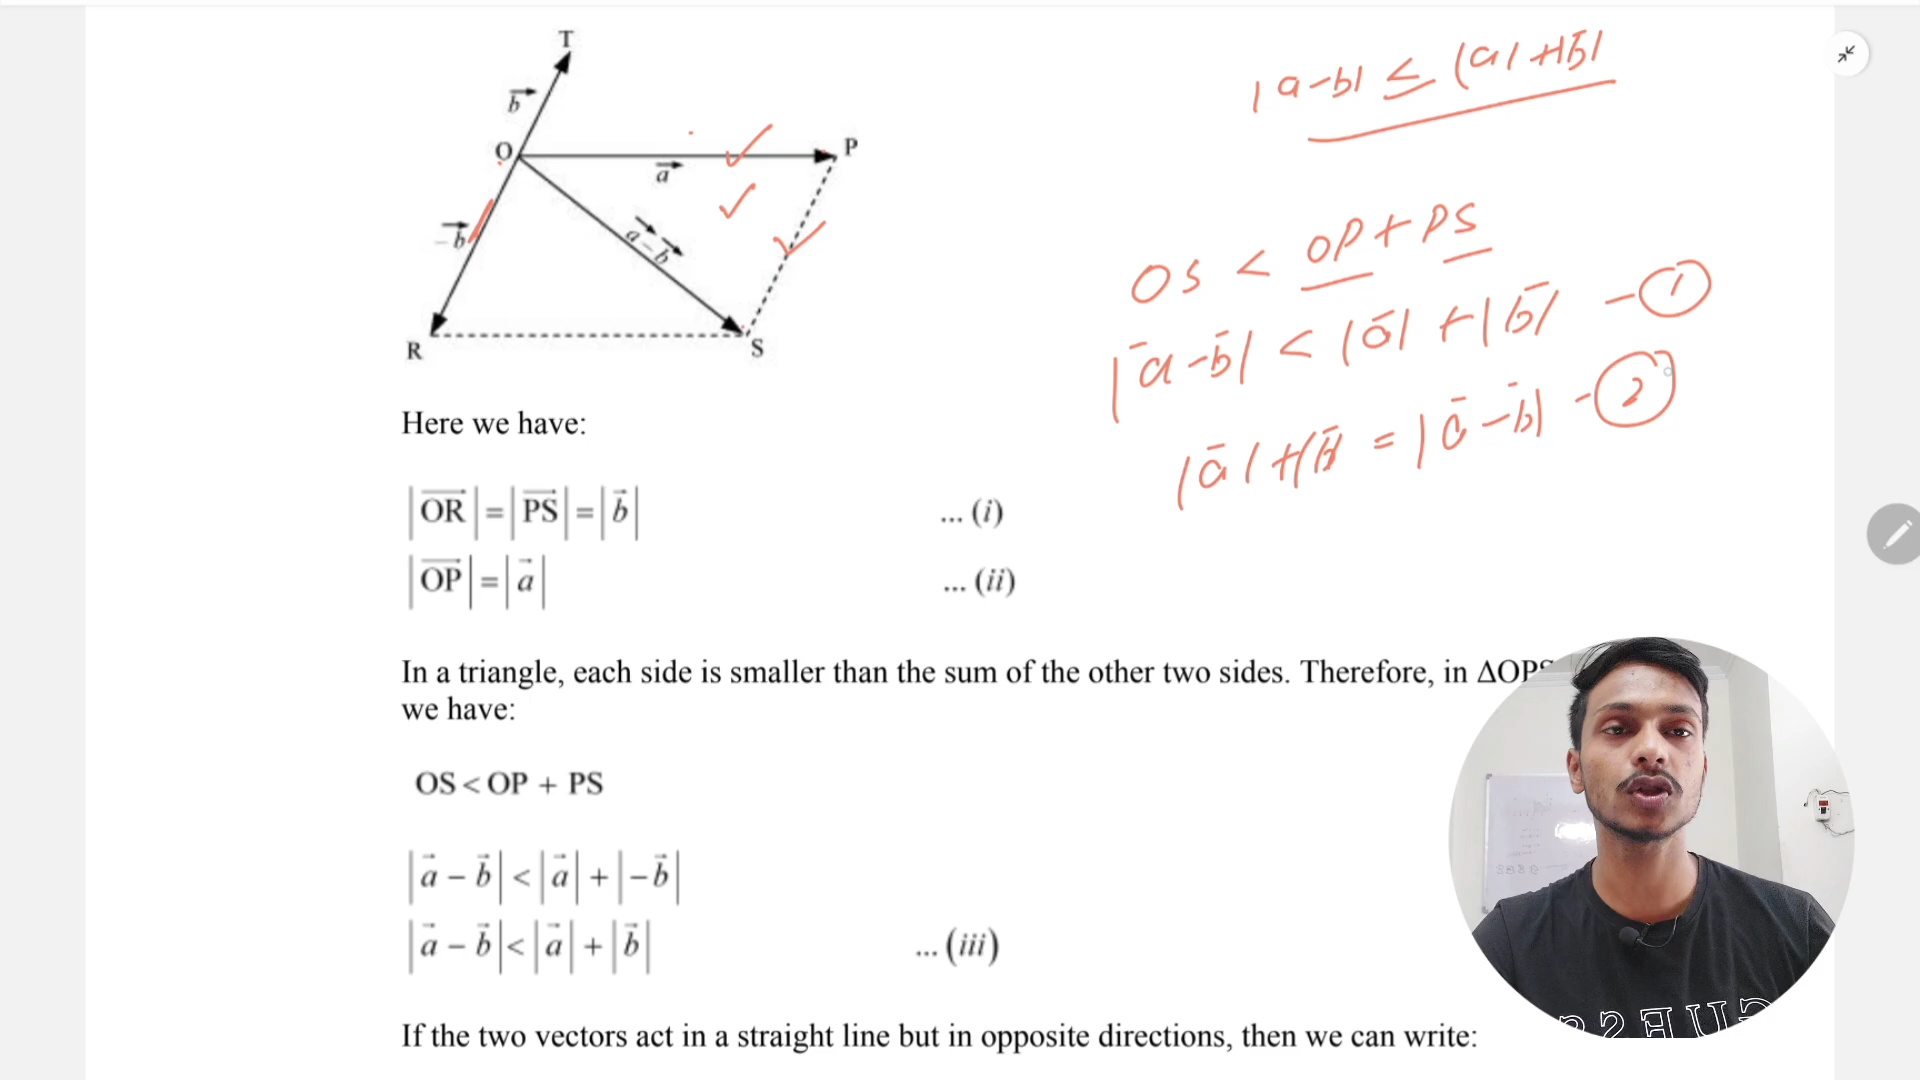 T
b
O
P
a
-b
a - b
R
S
|a-b| ≤ |a| + |b̄|
OS < OP + PS
|ā-b̄| < |ā| + |b̄| - ①
|ā| + |b̄| = |ā-b̄| - ②
Here we have:
|OR| = |PS| = |b| ... (i)
|OP| = |a| ... (ii)
In a triangle, each side is smaller than the sum of the other two sides. Therefore, in ΔOPS
we have:
OS < OP + PS
|a - b| < |a| + |-b|
|a - b| < |a| + |b| ... (iii)
If the two vectors act in a straight line but in opposite directions, then we can write: